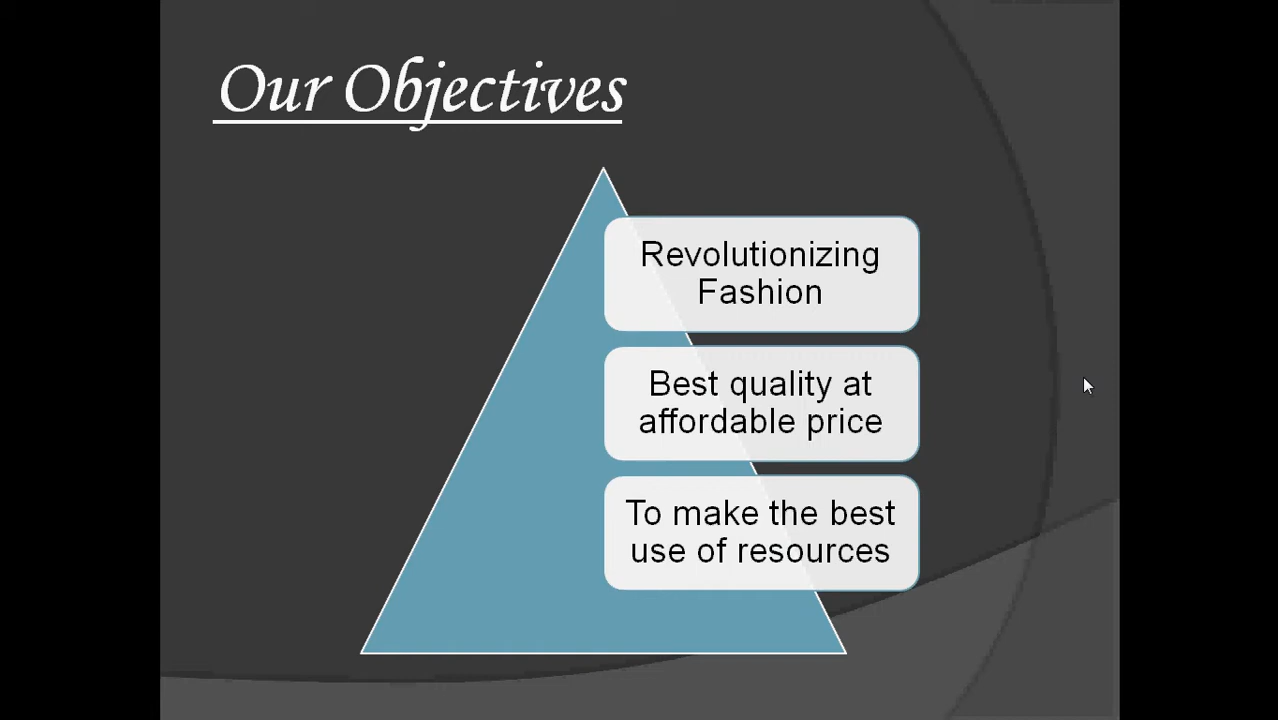 Our Objectives
Revolutionizing
Fashion
Best quality at
affordable price
To make the best
use of resources